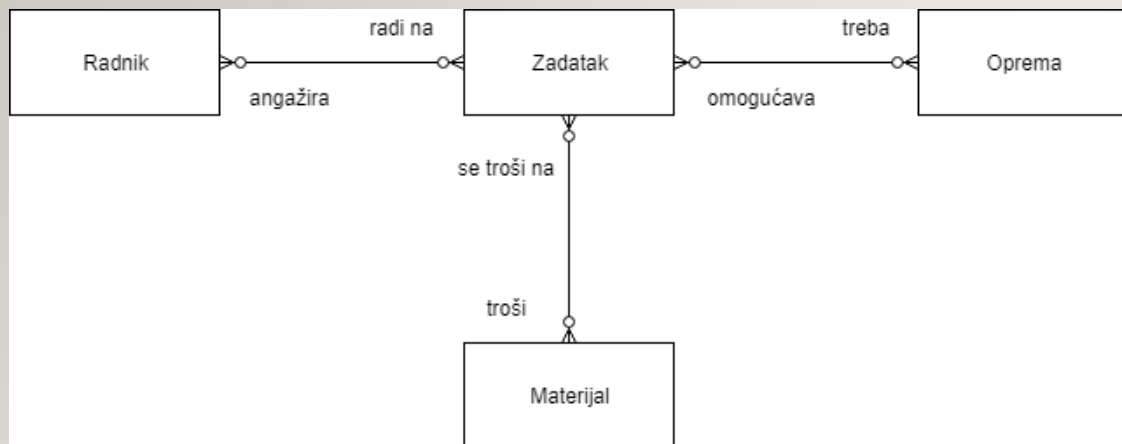 radi na
treba
Radnik
Zadatak
Oprema
angažira
omogućava
se troši na
troši
Materijal